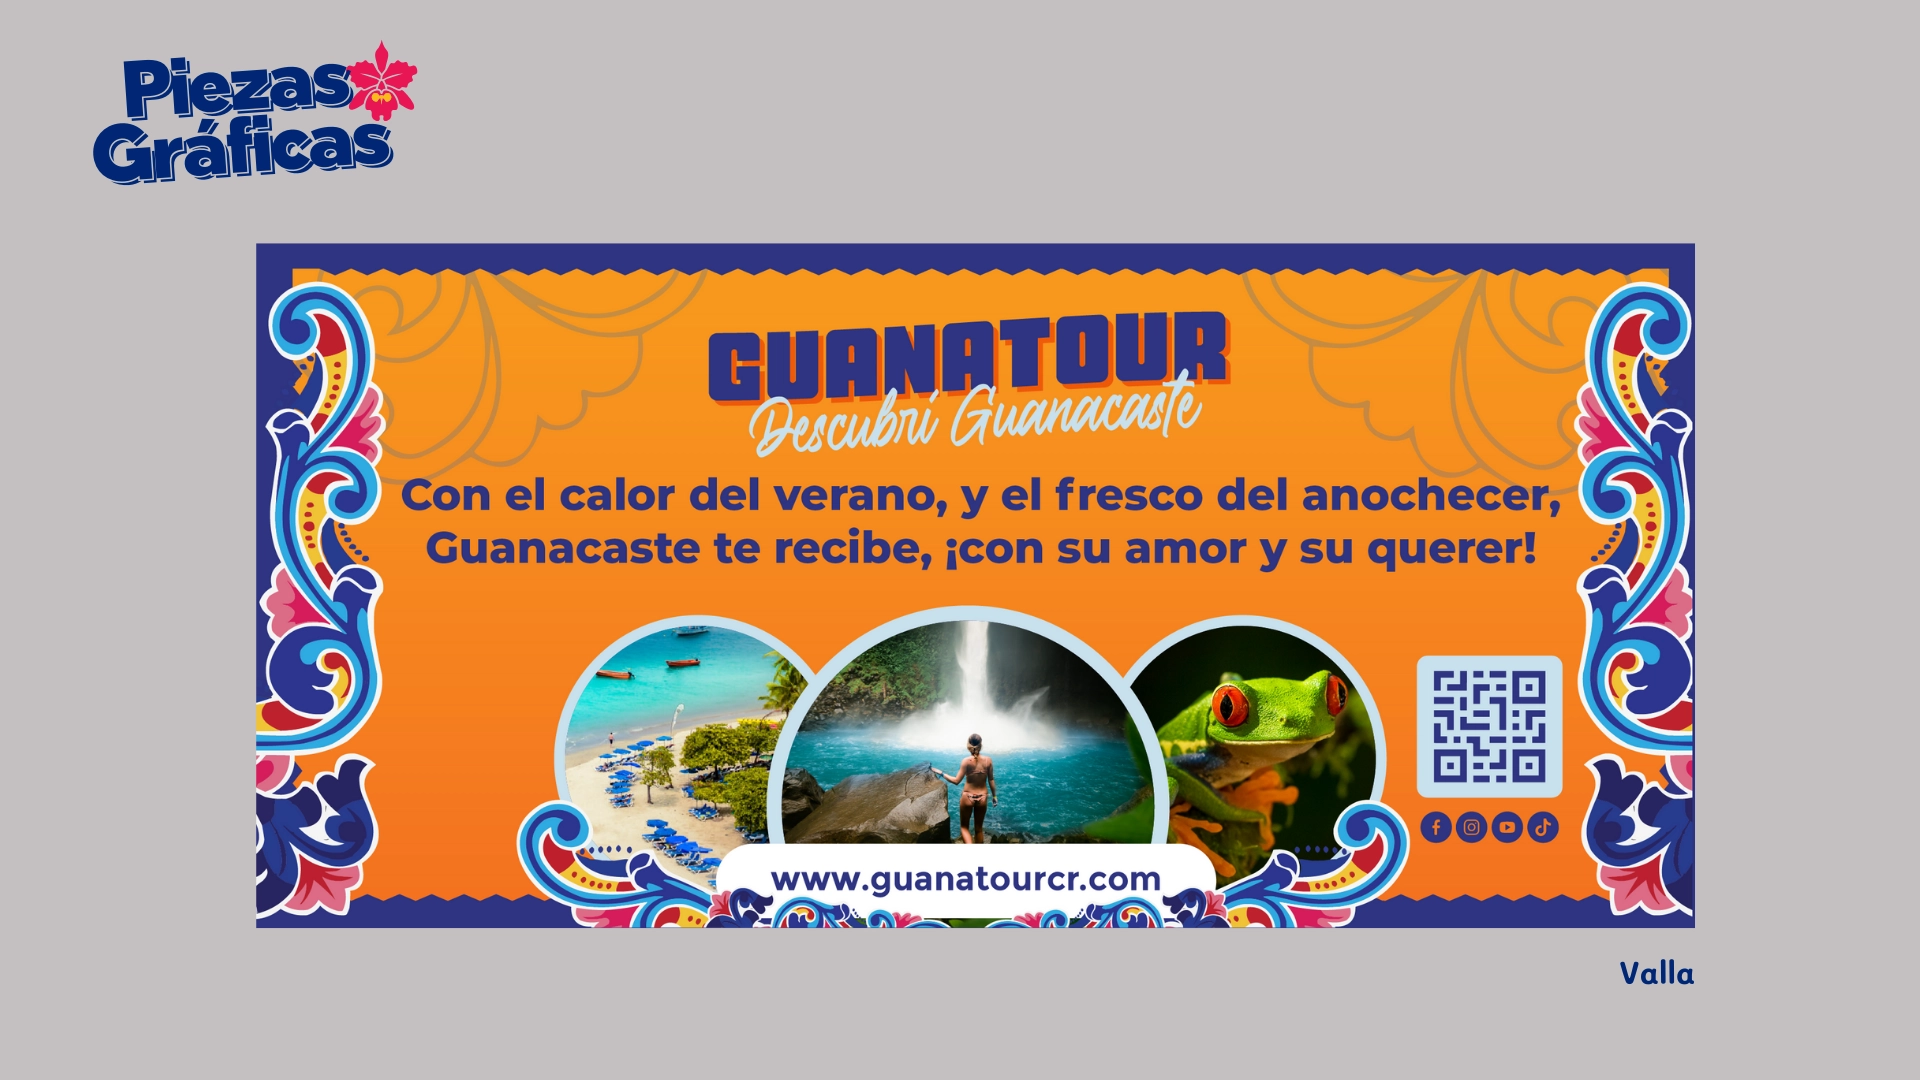 Piezas
Gráficas
GUANATOUR
Descubrí Guanacaste
Con el calor del verano, y el fresco del anochecer,
Guanacaste te recibe, ¡con su amor y su querer!
www.guanatourcr.com
Valla